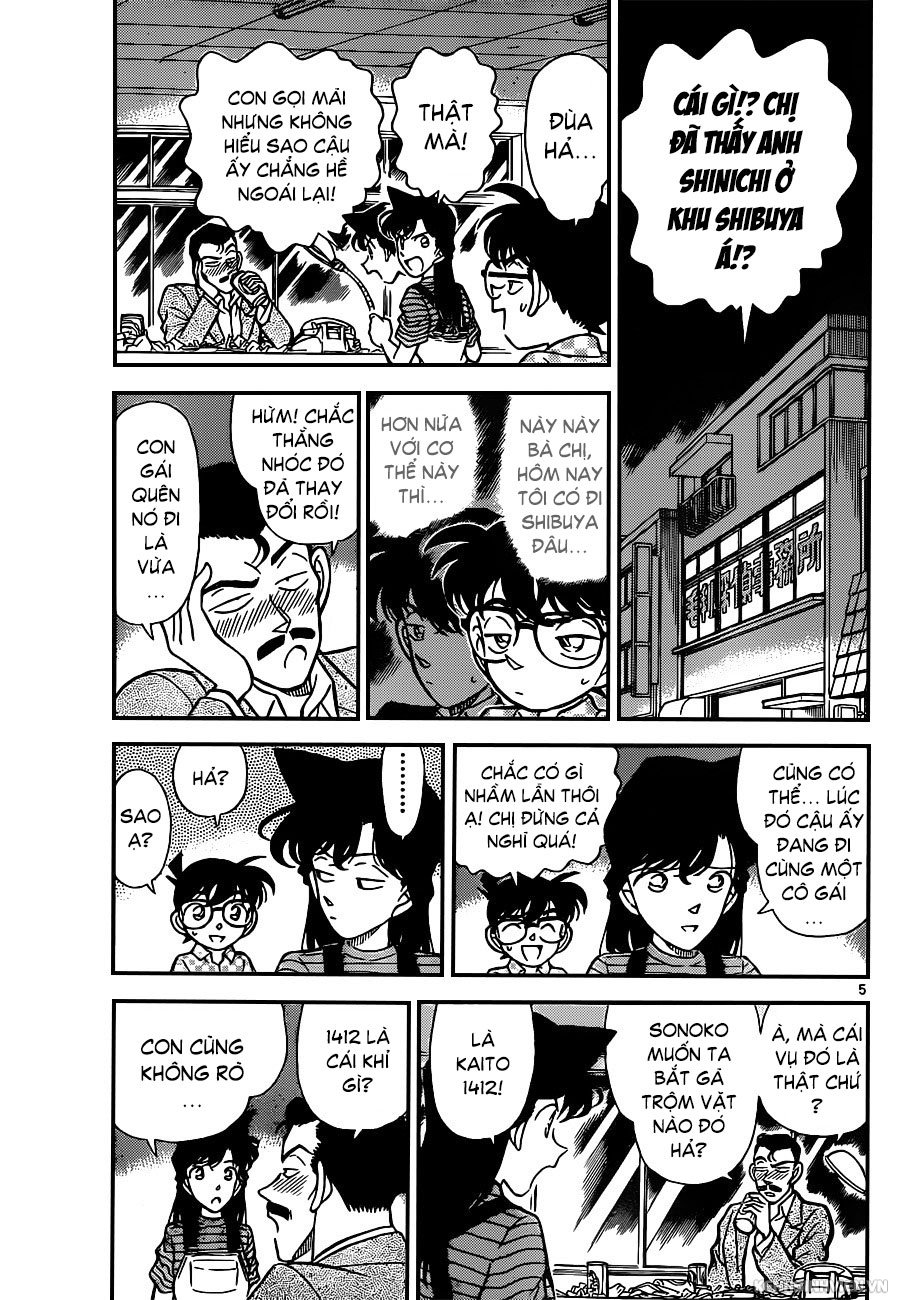 CÁI GÌ!? CHỊ
ĐÃ THẤY ANH
SHINICHI Ở
KHU SHIBUYA
Á!?
ĐÙA
HẢ...
THẬT
MÀ!
CON GỌI MÃI
NHƯNG KHÔNG
HIỂU SAO CẬU
ẤY CHẲNG HỀ
NGOÁI LẠI!
NÀY NÀY
BÀ CHỊ,
HÔM NAY
TÔI CÓ ĐI
SHIBUYA
ĐÂU...
HƠN NỮA
VỚI CƠ
THỂ NÀY
THÌ...
HỪM! CHẮC
THẰNG
NHÓC ĐÓ
ĐÃ THAY
ĐỔI RỒI!
CON
GÁI
QUÊN
NÓ ĐI
LÀ
VỪA
...
CŨNG CÓ
THỂ... LÚC
ĐÓ CẬU ẤY
ĐANG ĐI
CÙNG MỘT
CÔ GÁI
...
CHẮC CÓ GÌ
NHẦM LẪN THÔI
Ạ! CHỊ ĐỪNG CẢ
NGHĨ QUÁ!
.........
HẢ?
SAO
Ạ?
5
À, MÀ CÁI
VỤ ĐÓ LÀ
THẬT CHỨ
?
SONOKO
MUỐN TA
BẮT GÃ
TRỘM VẶT
NÀO ĐÓ
HẢ?
LÀ
KAITO
1412!
1412 LÀ
CÁI KHỈ
GÌ?
CON CŨNG
KHÔNG RÕ
...